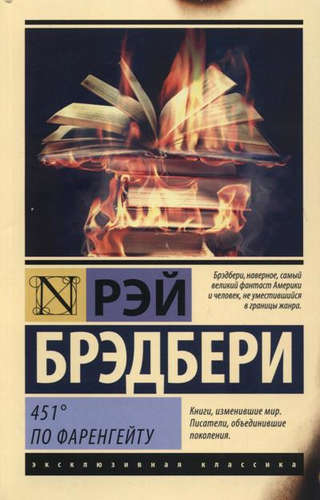 N
РЭЙ
БРЭДБЕРИ
Брэдбери, наверное, самый
великий фантаст Америки
и человек, не уместившийся
в границы жанра.
451°
ПО ФАРЕНГЕЙТУ
Книги, изменившие мир.
Писатели, объединившие
поколения.
эксклюзивная классика